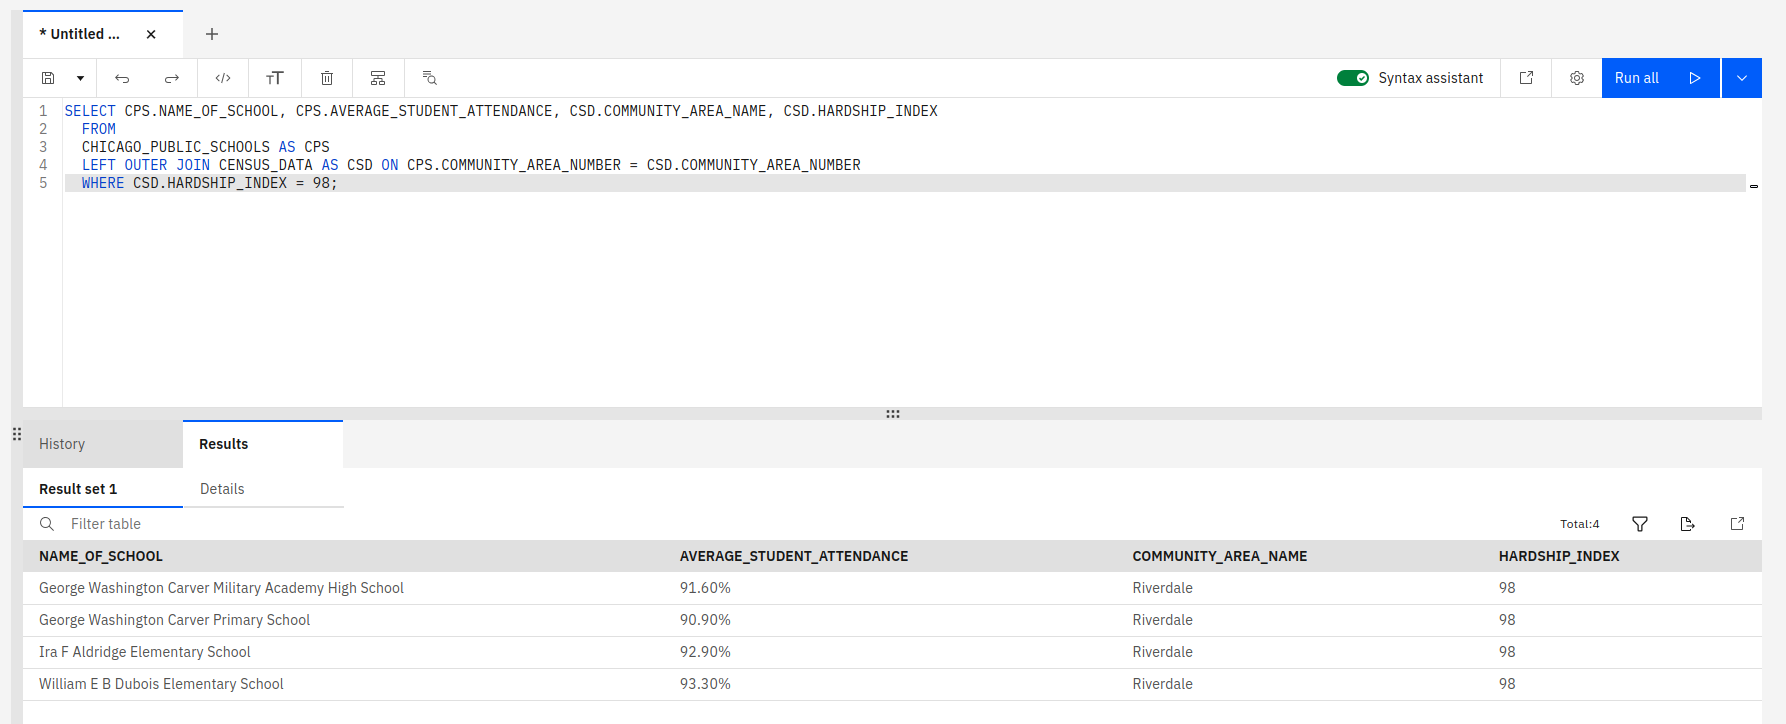 * Untitled ...
Syntax assistant
Run all
1 SELECT CPS.NAME_OF_SCHOOL, CPS.AVERAGE_STUDENT_ATTENDANCE, CSD.COMMUNITY_AREA_NAME, CSD.HARDSHIP_INDEX
2 FROM
3 CHICAGO_PUBLIC_SCHOOLS AS CPS
4 LEFT OUTER JOIN CENSUS_DATA AS CSD ON CPS.COMMUNITY_AREA_NUMBER = CSD.COMMUNITY_AREA_NUMBER
5 WHERE CSD.HARDSHIP_INDEX = 98;
History Results
Result set 1 Details
Filter table Total:4
NAME_OF_SCHOOL AVERAGE_STUDENT_ATTENDANCE COMMUNITY_AREA_NAME HARDSHIP_INDEX
George Washington Carver Military Academy High School 91.60% Riverdale 98
George Washington Carver Primary School 90.90% Riverdale 98
Ira F Aldridge Elementary School 92.90% Riverdale 98
William E B Dubois Elementary School 93.30% Riverdale 98